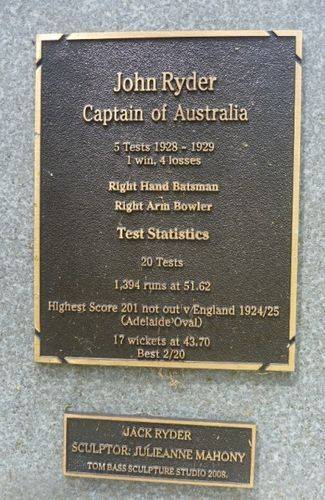 John Ryder
Captain of Australia
5 Tests 1928 - 1929
1 win, 4 losses
Right Hand Batsman
Right Arm Bowler
Test Statistics
20 Tests
1,394 runs at 51.62
Highest Score 201 not out v England 1924/25
(Adelaide Oval)
17 wickets at 43.70
Best 2/20
JACK RYDER
SCULPTOR: JULIEANNE MAHONY
TOM BASS SCULPTURE STUDIO 2008.